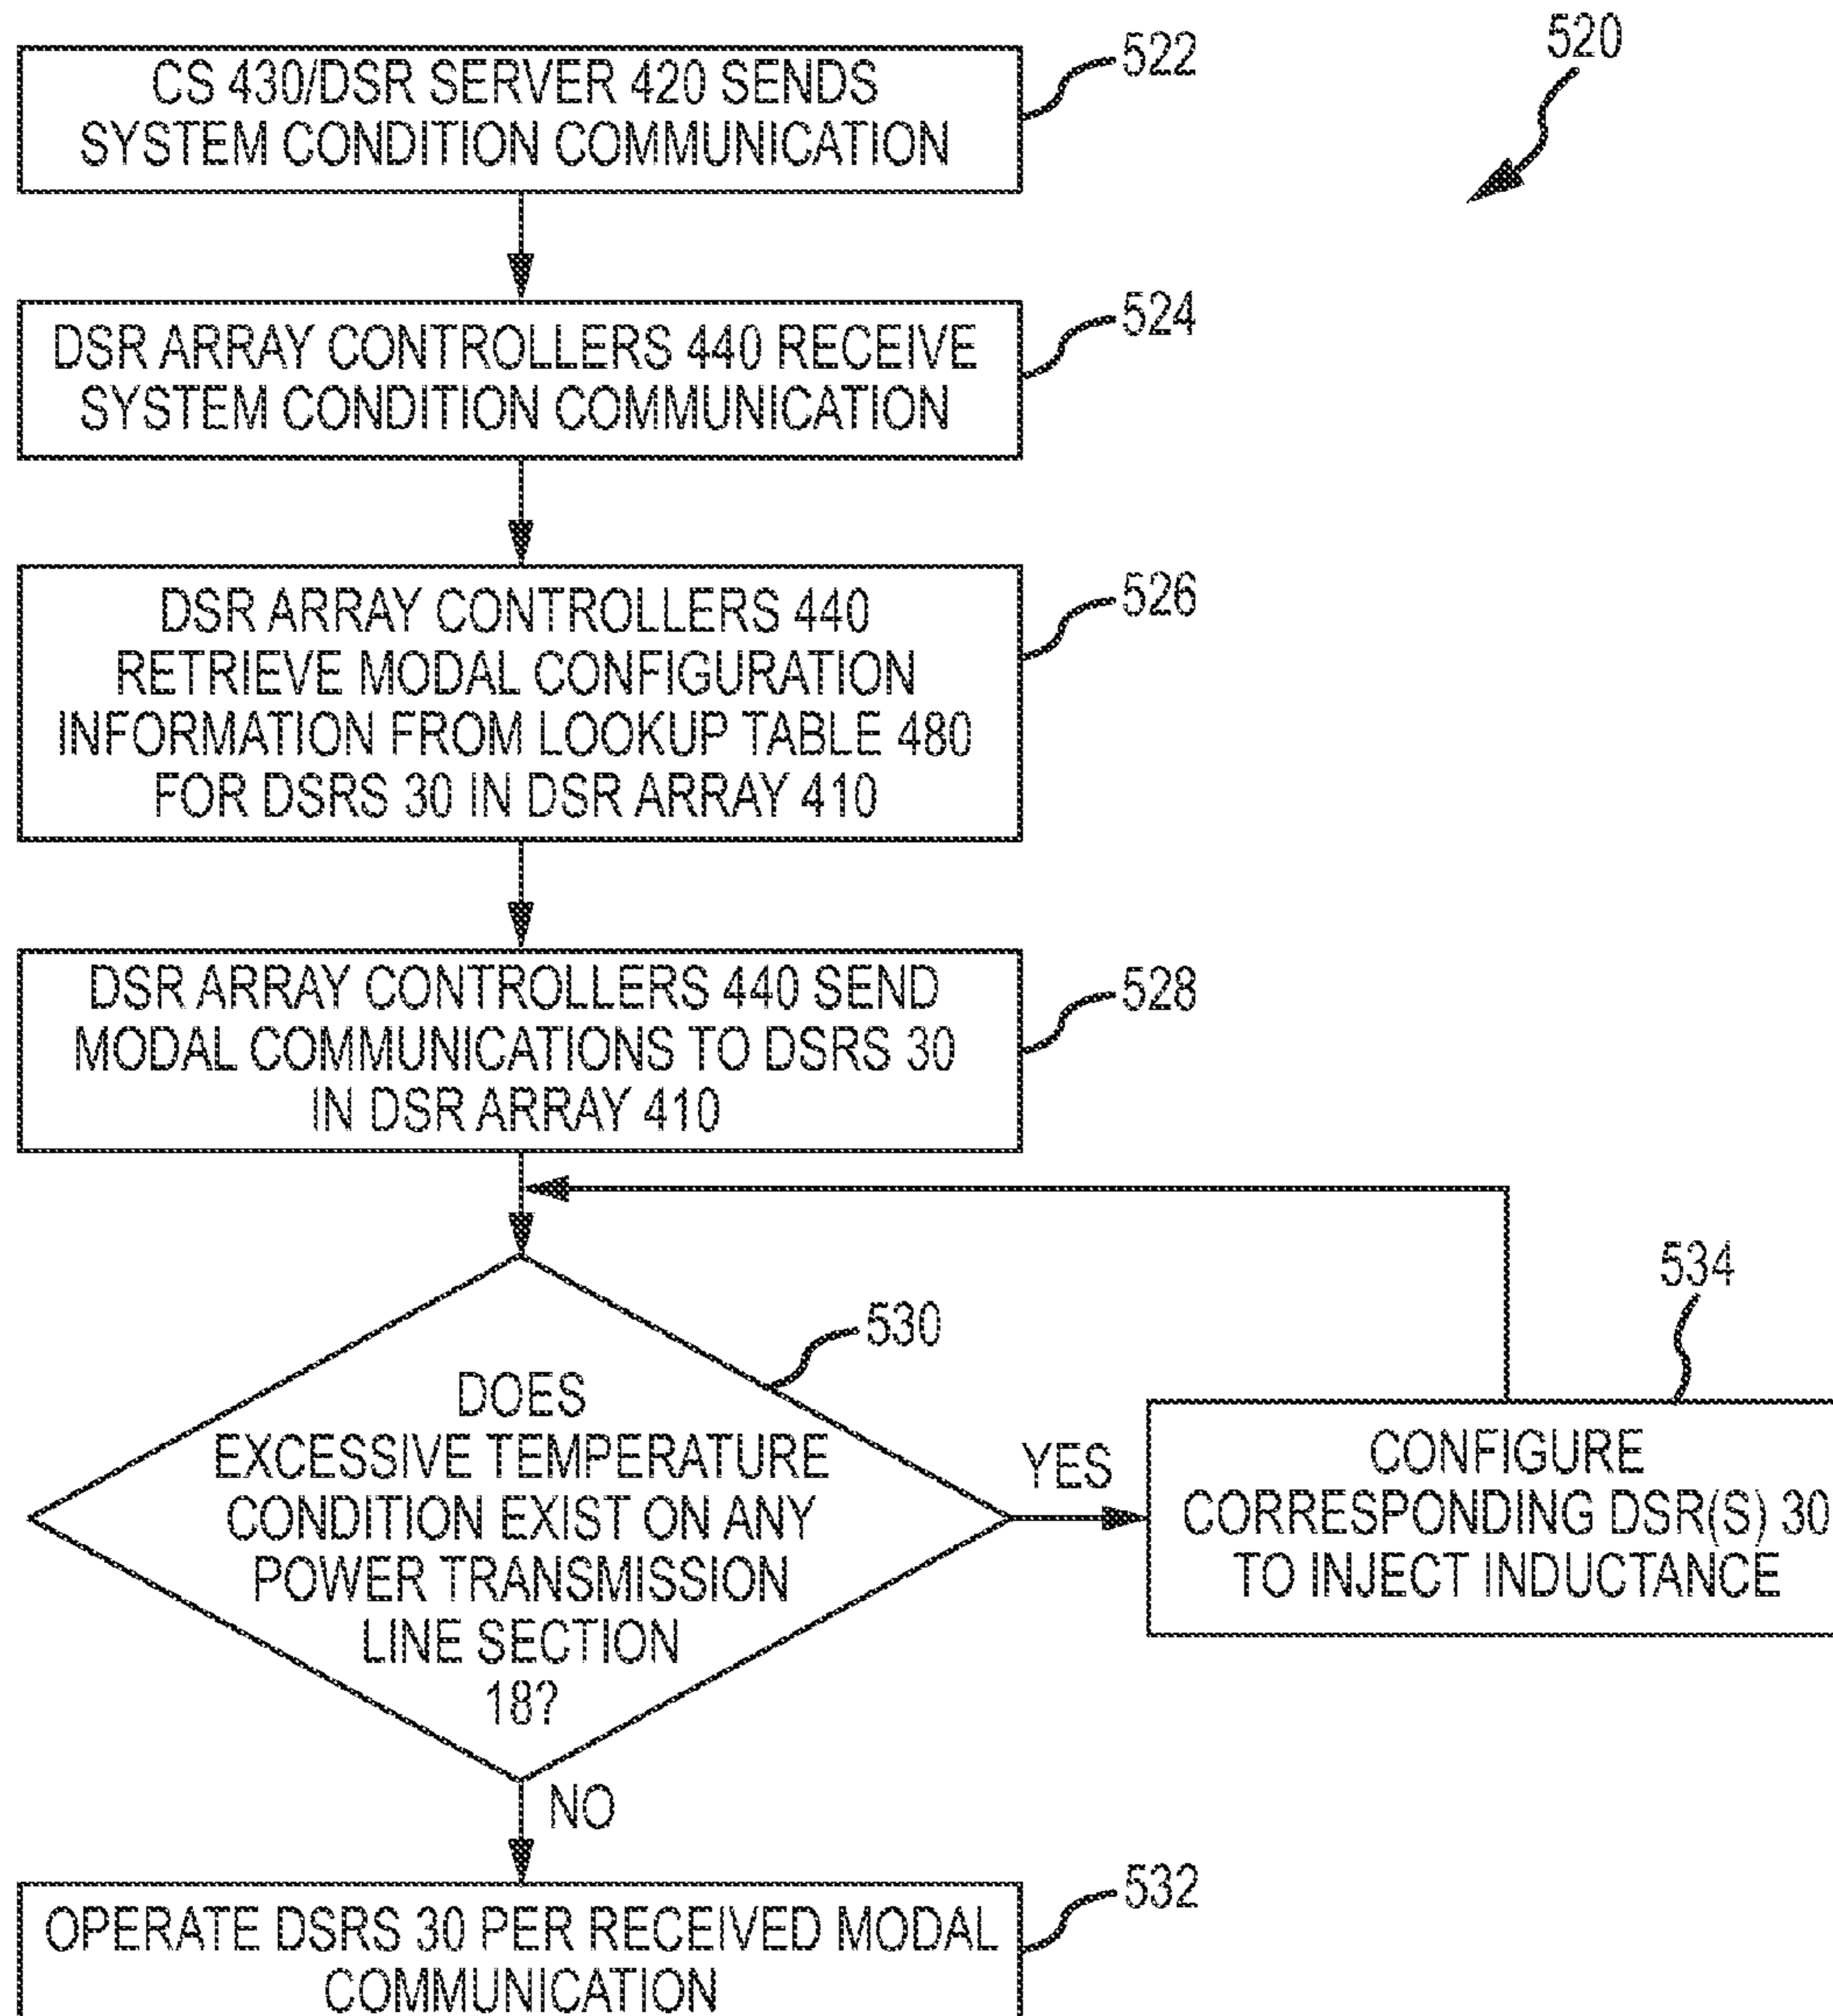 520
CS 430/DSR SERVER 420 SENDS
SYSTEM CONDITION COMMUNICATION
522
DSR ARRAY CONTROLLERS 440 RECEIVE
SYSTEM CONDITION COMMUNICATION
524
DSR ARRAY CONTROLLERS 440
RETRIEVE MODAL CONFIGURATION
INFORMATION FROM LOOKUP TABLE 480
FOR DSRS 30 IN DSR ARRAY 410
526
DSR ARRAY CONTROLLERS 440 SEND
MODAL COMMUNICATIONS TO DSRS 30
IN DSR ARRAY 410
528
DOES
EXCESSIVE TEMPERATURE
CONDITION EXIST ON ANY
POWER TRANSMISSION
LINE SECTION
18?
530
YES
CONFIGURE
CORRESPONDING DSR(S) 30
TO INJECT INDUCTANCE
534
NO
OPERATE DSRS 30 PER RECEIVED MODAL
COMMUNICATION
532